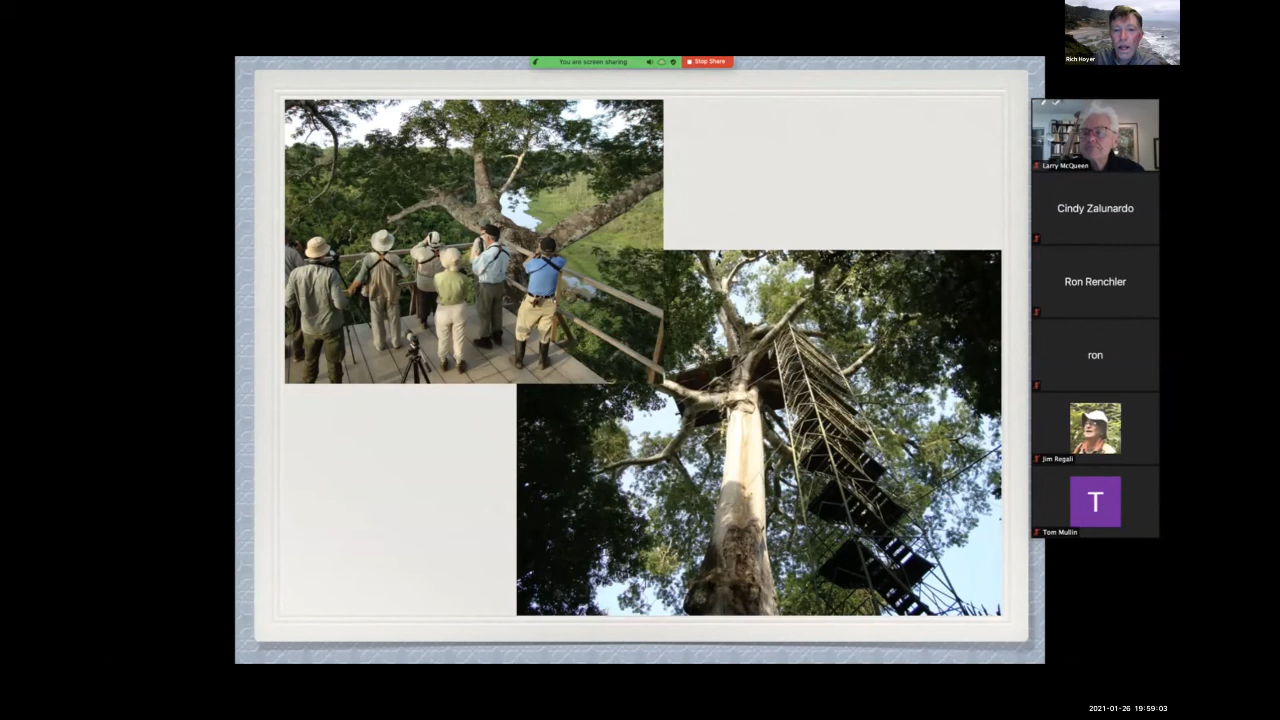 You are screen sharing
Stop Share
Rich Hoyer
Larry McQueen
Cindy Zalunardo
Ron Renchler
ron
Jim Regali
T
Tom Mullin
2021-01-26 19:59:03